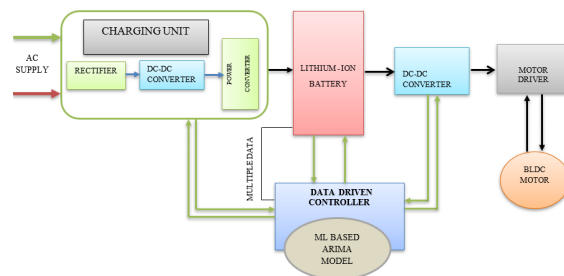 CHARGING UNIT
AC
SUPPLY
RECTIFIER
DC-DC
CONVERTER
POWER
CONVERTER
LITHIUM-ION
BATTERY
DC-DC
CONVERTER
MOTOR
DRIVER
MULTIPLE DATA
BLDC
MOTOR
DATA DRIVEN
CONTROLLER
ML BASED
ARIMA
MODEL